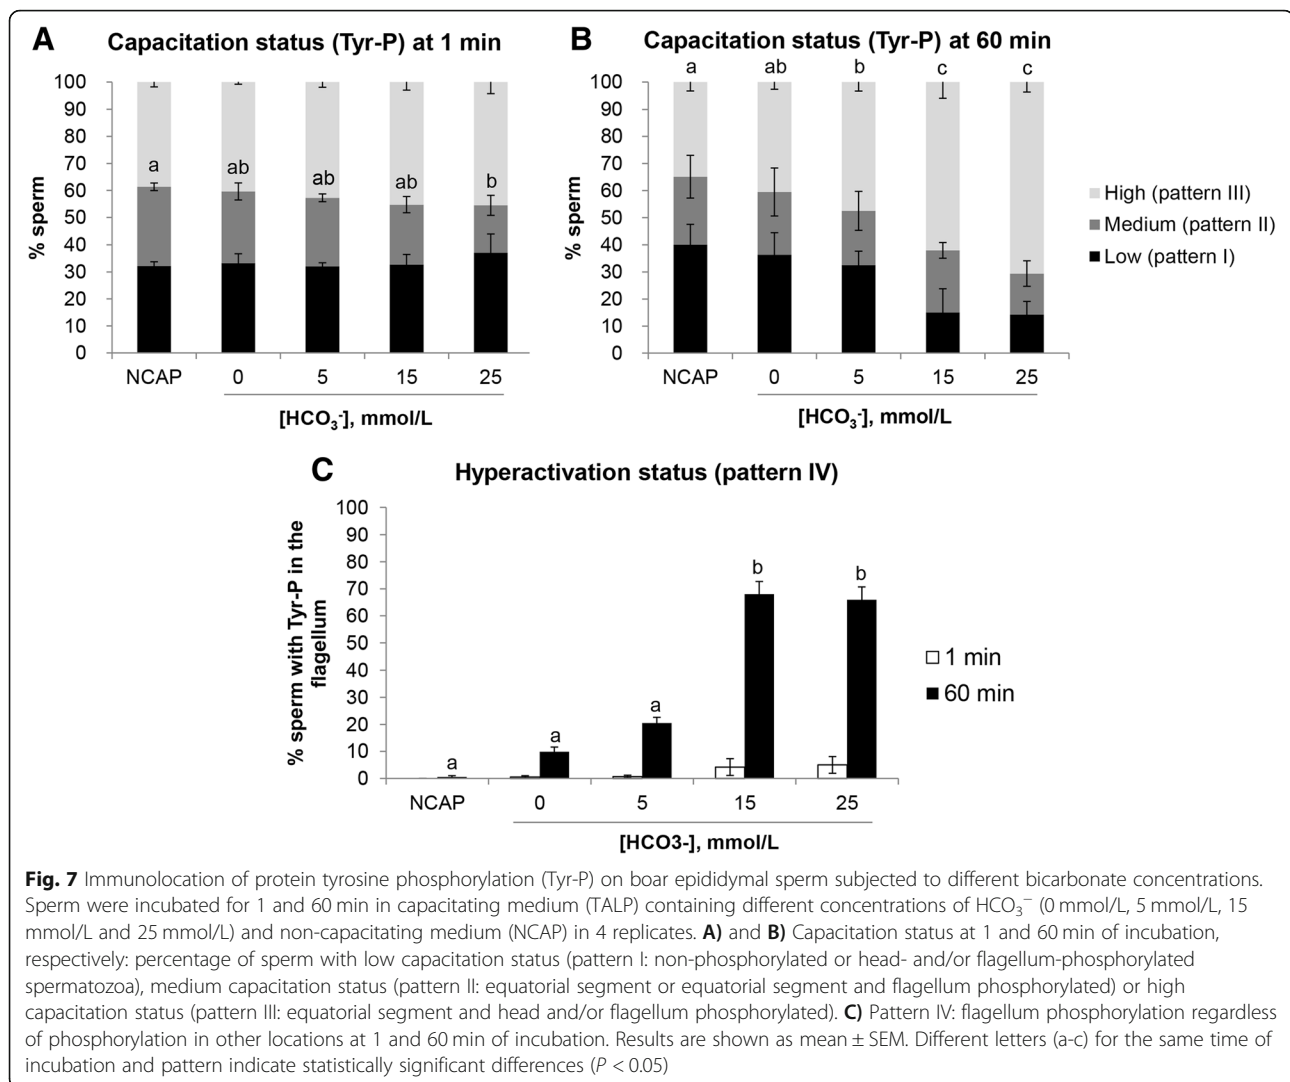 A Capacitation status (Tyr-P) at 1 min
100
90
80
70
60
50
40
30
20
10
0
% sperm
a ab ab ab b
NCAP 0 5 15 25
[HCO3-], mmol/L
B Capacitation status (Tyr-P) at 60 min
a ab b c c
100
90
80
70
60
50
40
30
20
10
0
% sperm
NCAP 0 5 15 25
[HCO3-], mmol/L
High (pattern III)
Medium (pattern II)
Low (pattern I)
C Hyperactivation status (pattern IV)
100
90
80
70
60
50
40
30
20
10
0
% sperm with Tyr-P in the
flagellum
a a a b b
NCAP 0 5 15 25
[HCO3-], mmol/L
1 min
60 min
Fig. 7 Immunolocation of protein tyrosine phosphorylation (Tyr-P) on boar epididymal sperm subjected to different bicarbonate concentrations.
Sperm were incubated for 1 and 60 min in capacitating medium (TALP) containing different concentrations of HCO3− (0 mmol/L, 5 mmol/L, 15
mmol/L and 25 mmol/L) and non-capacitating medium (NCAP) in 4 replicates. A) and B) Capacitation status at 1 and 60 min of incubation,
respectively: percentage of sperm with low capacitation status (pattern I: non-phosphorylated or head- and/or flagellum-phosphorylated
spermatozoa), medium capacitation status (pattern II: equatorial segment or equatorial segment and flagellum phosphorylated) or high
capacitation status (pattern III: equatorial segment and head and/or flagellum phosphorylated). C) Pattern IV: flagellum phosphorylation regardless
of phosphorylation in other locations at 1 and 60 min of incubation. Results are shown as mean ± SEM. Different letters (a-c) for the same time of
incubation and pattern indicate statistically significant differences (P < 0.05)